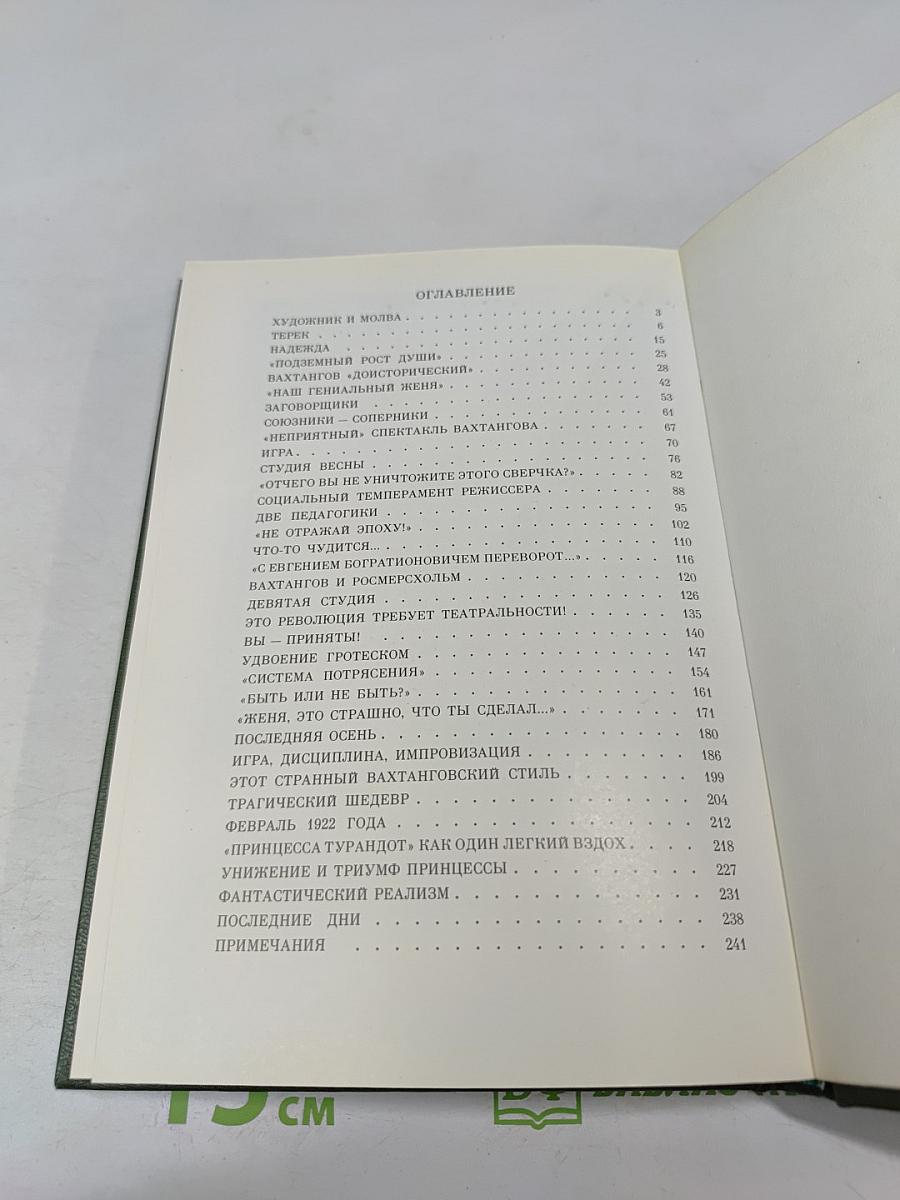 ОГЛАВЛЕНИЕ
ХУДОЖНИК И МОЛВА . . . . . . . . . . . . . . . 3
ТЕРЕК . . . . . . . . . . . . . . . . . . . . 6
НАДЕЖДА . . . . . . . . . . . . . . . . . . 15
«ПОДЗЕМНЫЙ РОСТ ДУШИ» . . . . . . . . . . . . 25
ВАХТАНГОВ «ДОИСТОРИЧЕСКИЙ» . . . . . . . . . . 28
«НАШ ГЕНИАЛЬНЫЙ ЖЕНЯ» . . . . . . . . . . . . 42
ЗАГОВОРЩИКИ . . . . . . . . . . . . . . . . 53
СОЮЗНИКИ — СОПЕРНИКИ . . . . . . . . . . . . . 61
«НЕПРИЯТНЫЙ» СПЕКТАКЛЬ ВАХТАНГОВА . . . . . . . 67
ИГРА . . . . . . . . . . . . . . . . . . . . 70
СТУДИЯ ВЕСНЫ . . . . . . . . . . . . . . . . 76
«ОТЧЕГО ВЫ НЕ УНИЧТОЖИТЕ ЭТОГО СВЕРЧКА?» . . . . . 82
СОЦИАЛЬНЫЙ ТЕМПЕРАМЕНТ РЕЖИССЕРА . . . . . . . 88
ДВЕ ПЕДАГОГИКИ . . . . . . . . . . . . . . . 95
«НЕ ОТРАЖАЙ ЭПОХУ!» . . . . . . . . . . . . . 102
ЧТО-ТО ЧУДИТСЯ... . . . . . . . . . . . . . . . 110
«С ЕВГЕНИЕМ БОГРАТИОНОВИЧЕМ ПЕРЕВОРОТ...» . . . . . 116
ВАХТАНГОВ И РОСМЕРСХОЛЬМ . . . . . . . . . . . 120
ДЕВЯТАЯ СТУДИЯ . . . . . . . . . . . . . . . 126
ЭТО РЕВОЛЮЦИЯ ТРЕБУЕТ ТЕАТРАЛЬНОСТИ! . . . . . . 135
ВЫ — ПРИНЯТЫ! . . . . . . . . . . . . . . . 140
УДВОЕНИЕ ГРОТЕСКОМ . . . . . . . . . . . . . 147
«СИСТЕМА ПОТРЯСЕНИЯ» . . . . . . . . . . . . 154
«БЫТЬ ИЛИ НЕ БЫТЬ?» . . . . . . . . . . . . . 161
«ЖЕНЯ, ЭТО СТРАШНО, ЧТО ТЫ СДЕЛАЛ...» . . . . . . . 171
ПОСЛЕДНЯЯ ОСЕНЬ . . . . . . . . . . . . . . 180
ИГРА, ДИСЦИПЛИНА, ИМПРОВИЗАЦИЯ . . . . . . . . 186
ЭТОТ СТРАННЫЙ ВАХТАНГОВСКИЙ СТИЛЬ . . . . . . 199
ТРАГИЧЕСКИЙ ШЕДЕВР . . . . . . . . . . . . . 204
ФЕВРАЛЬ 1922 ГОДА . . . . . . . . . . . . . . 212
«ПРИНЦЕССА ТУРАНДОТ» КАК ОДИН ЛЕГКИЙ ВЗДОХ . . . . 218
УНИЖЕНИЕ И ТРИУМФ ПРИНЦЕССЫ . . . . . . . . . 227
ФАНТАСТИЧЕСКИЙ РЕАЛИЗМ . . . . . . . . . . . 231
ПОСЛЕДНИЕ ДНИ . . . . . . . . . . . . . . . 238
ПРИМЕЧАНИЯ . . . . . . . . . . . . . . . . 241
15 СМ